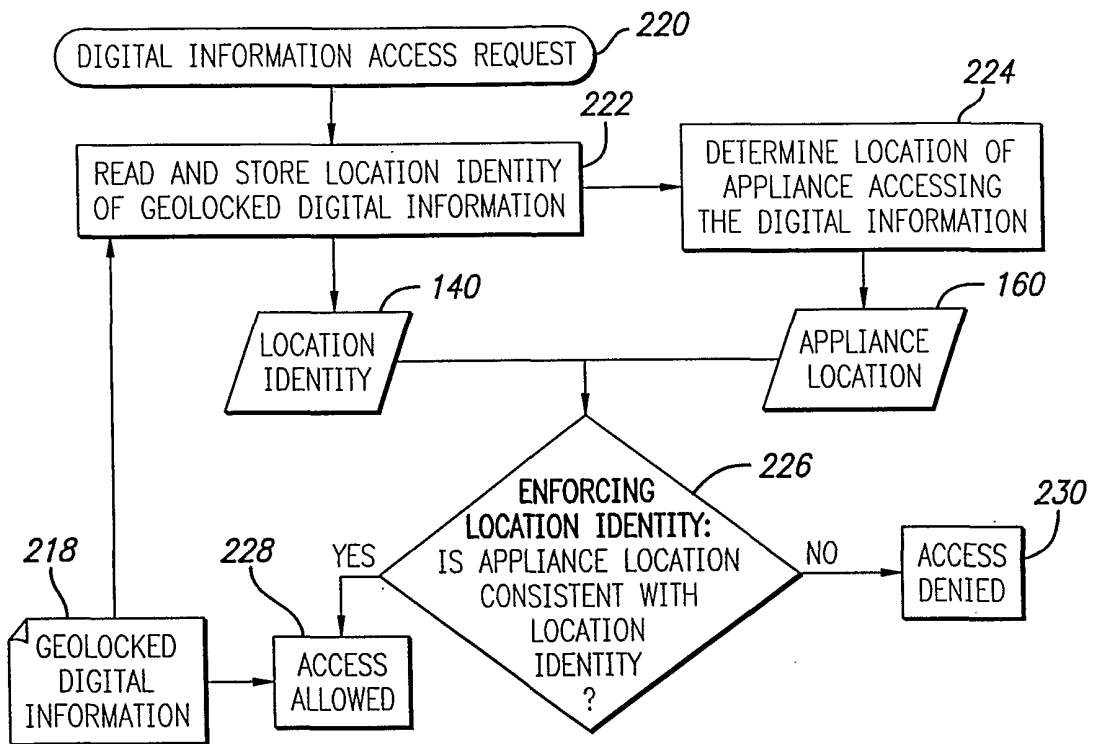 DIGITAL INFORMATION ACCESS REQUEST
220
222
READ AND STORE LOCATION IDENTITY
OF GEOLOCKED DIGITAL INFORMATION
224
DETERMINE LOCATION OF
APPLIANCE ACCESSING
THE DIGITAL INFORMATION
140
LOCATION
IDENTITY
160
APPLIANCE
LOCATION
226
ENFORCING
LOCATION IDENTITY:
IS APPLIANCE LOCATION
CONSISTENT WITH
LOCATION
IDENTITY
?
YES
NO
230
ACCESS
DENIED
218
GEOLOCKED
DIGITAL
INFORMATION
228
ACCESS
ALLOWED